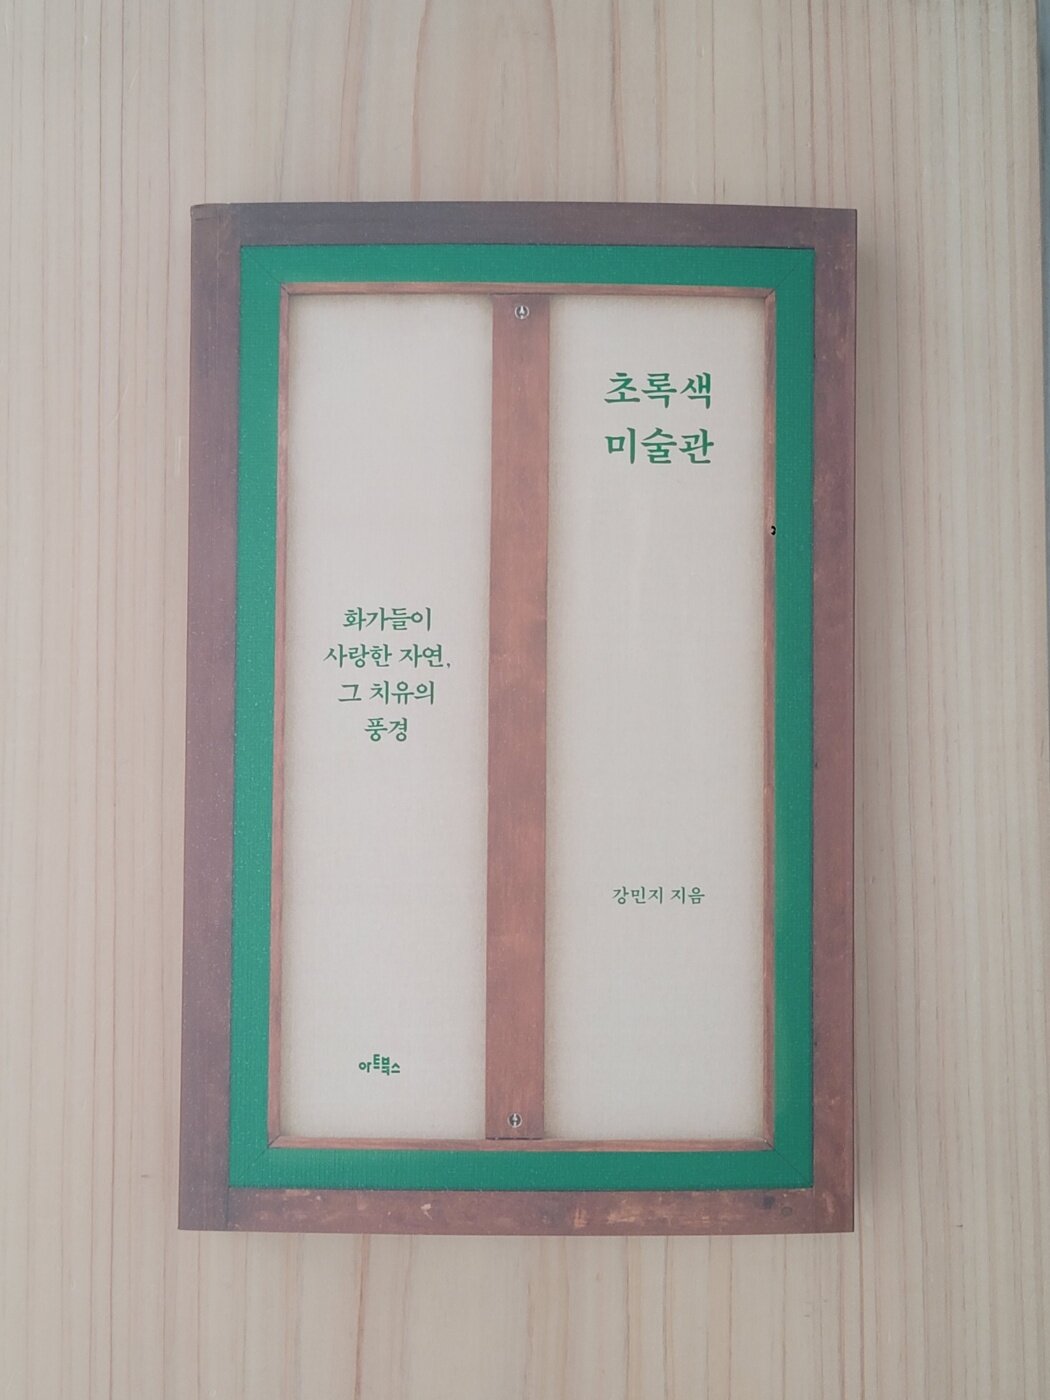 초록색
미술관
화가들이
사랑한 자연,
그 치유의
풍경
강민지 지음
아트북스